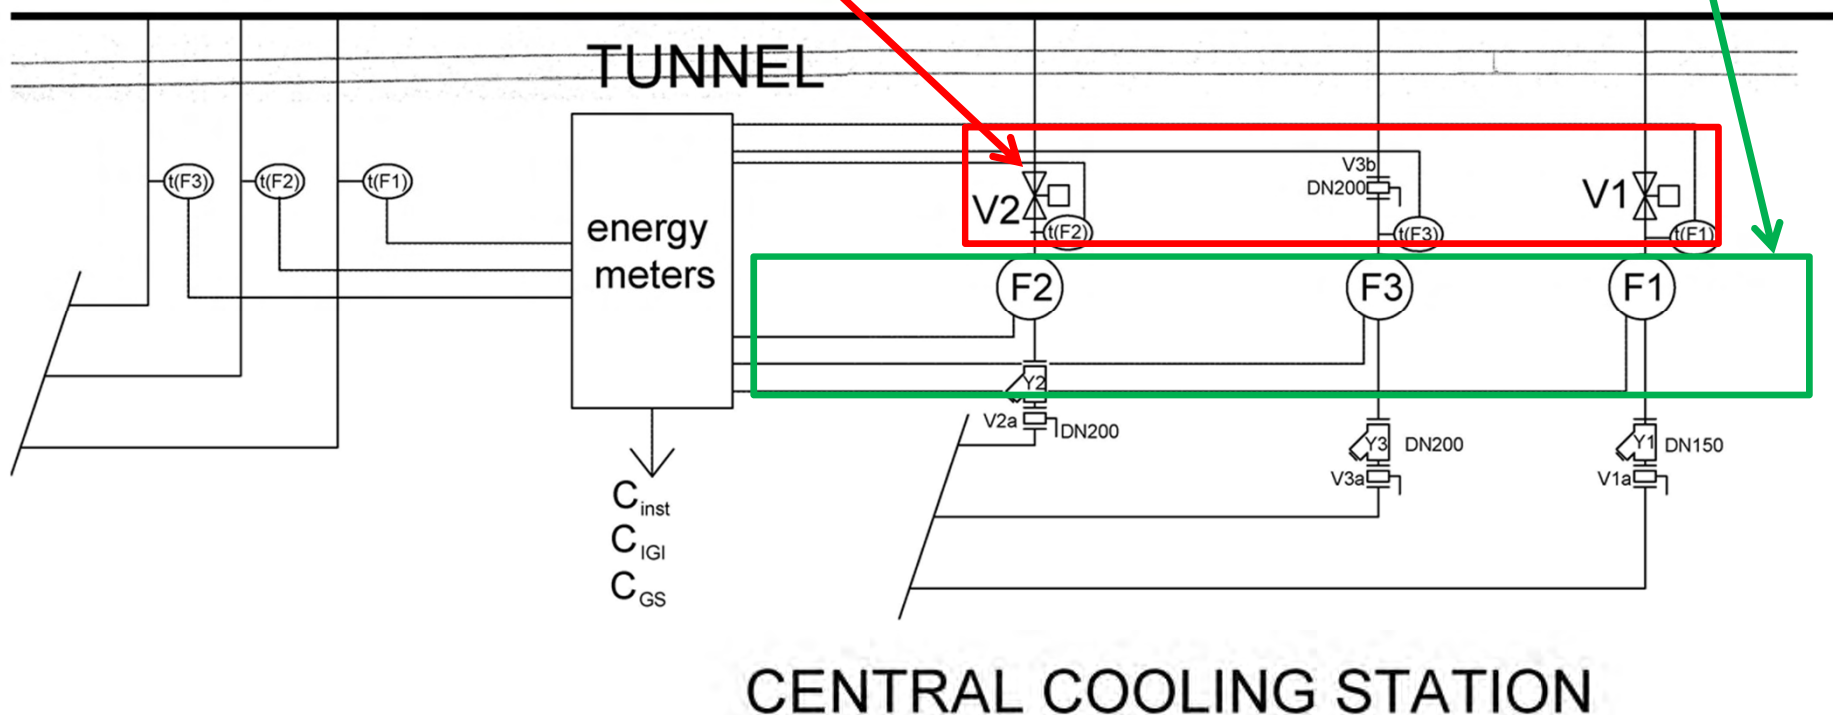 TUNNEL
t(F3)
t(F2)
t(F1)
energy
meters
V2
t(F2)
V3b
DN200
t(F3)
V1
t(F1)
F2
F3
F1
Y2
V2a
DN200
Y3
DN200
V3a
Y1
DN150
V1a
Cinst
CIGI
CGS
CENTRAL COOLING STATION